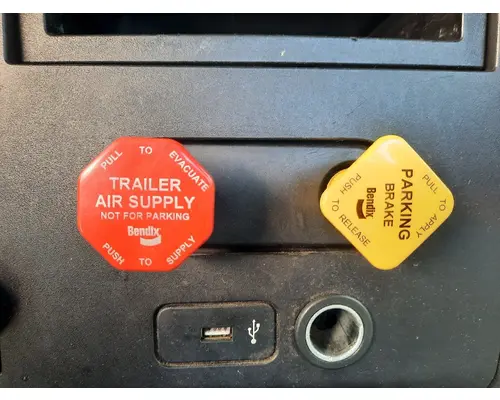 PULL TO EVACUATE
TRAILER
AIR SUPPLY
NOT FOR PARKING
Bendix
PUSH TO SUPPLY
PULL TO APPLY
PARKING
BRAKE
Bendix
PUSH TO RELEASE